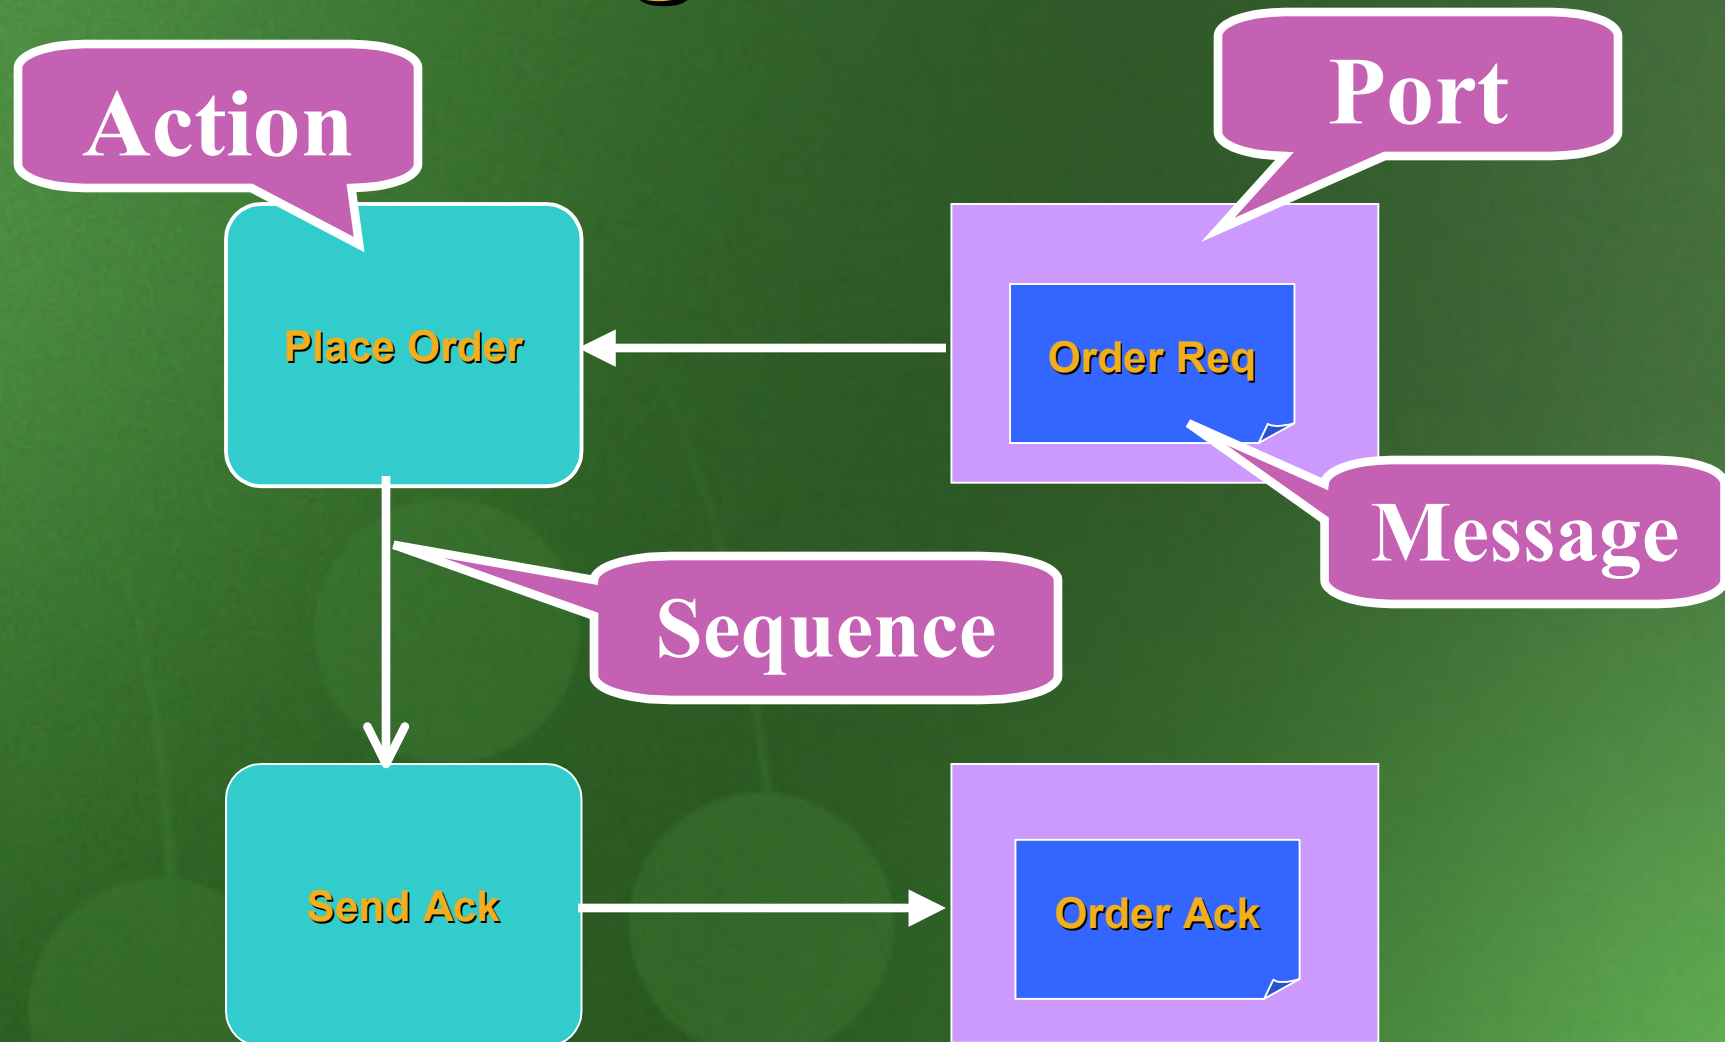 Action
Port
Place Order
Order Req
Message
Sequence
Send Ack
Order Ack